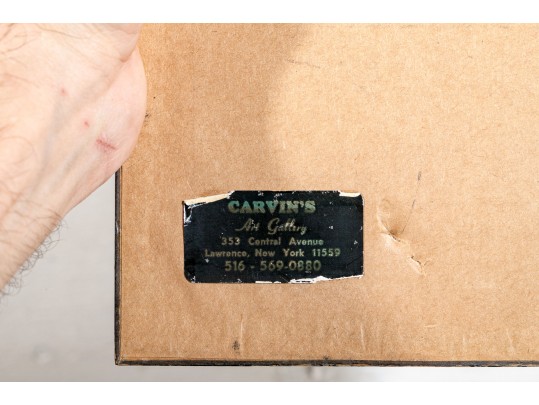 CARVIN'S
Art Gallery
353 Central Avenue
Lawrence, New York 11559
516 - 569-0880